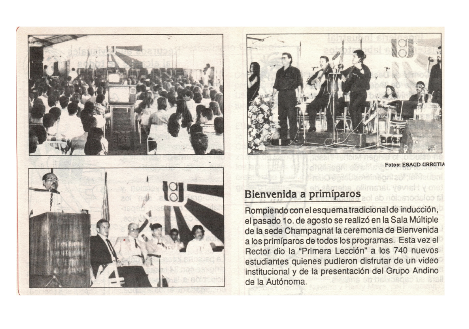 Fotos: ESACD
Bienvenida a primíparos
Rompiendo con el esquema tradicional de inducción,
el pasado 1o. de agosto se realizó en la Sala Múltiple
de la sede Champagnat la ceremonia de Bienvenida
a los primíparos de todos los programas. Esta vez el
Rector dio la "Primera Lección" a los 740 nuevos
estudiantes quienes pudieron disfrutar de un video
institucional y de la presentación del Grupo Andino
de la Autónoma.